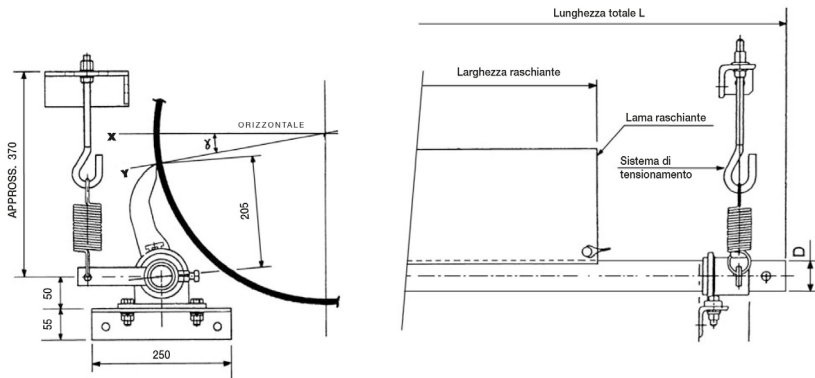 Lunghezza totale L
Larghezza raschiante
ORIZZONTALE
X
ɣ
Lama raschiante
Y
Sistema di
tensionamento
APPROSS. 370
205
D
50
55
250